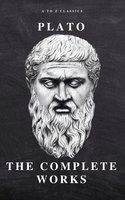 A TO Z CLASSICS
PLATO
THE COMPLETE
WORKS